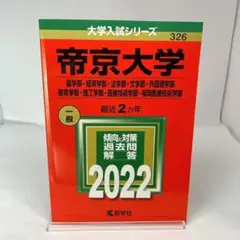 大学入試シリーズ
326
帝京大学
薬学部・経済学部・法学部・文学部・外国語学部
教育学部・理工学部・医療技術学部・福岡医療技術学部
一般
最近2カ年
傾向と対策
過去問
解答
2022
教学社